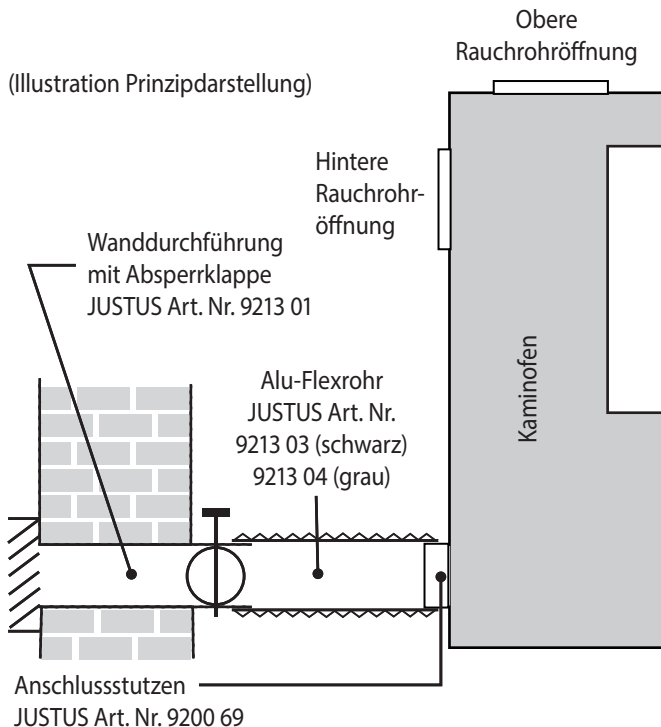 Obere
Rauchrohröffnung
(Illustration Prinzipdarstellung)
Hintere
Rauchrohr-
öffnung
Wanddurchführung
mit Absperrklappe
JUSTUS Art. Nr. 9213 01
Alu-Flexrohr
JUSTUS Art. Nr.
9213 03 (schwarz)
9213 04 (grau)
Kaminofen
Anschlussstutzen
JUSTUS Art. Nr. 9200 69